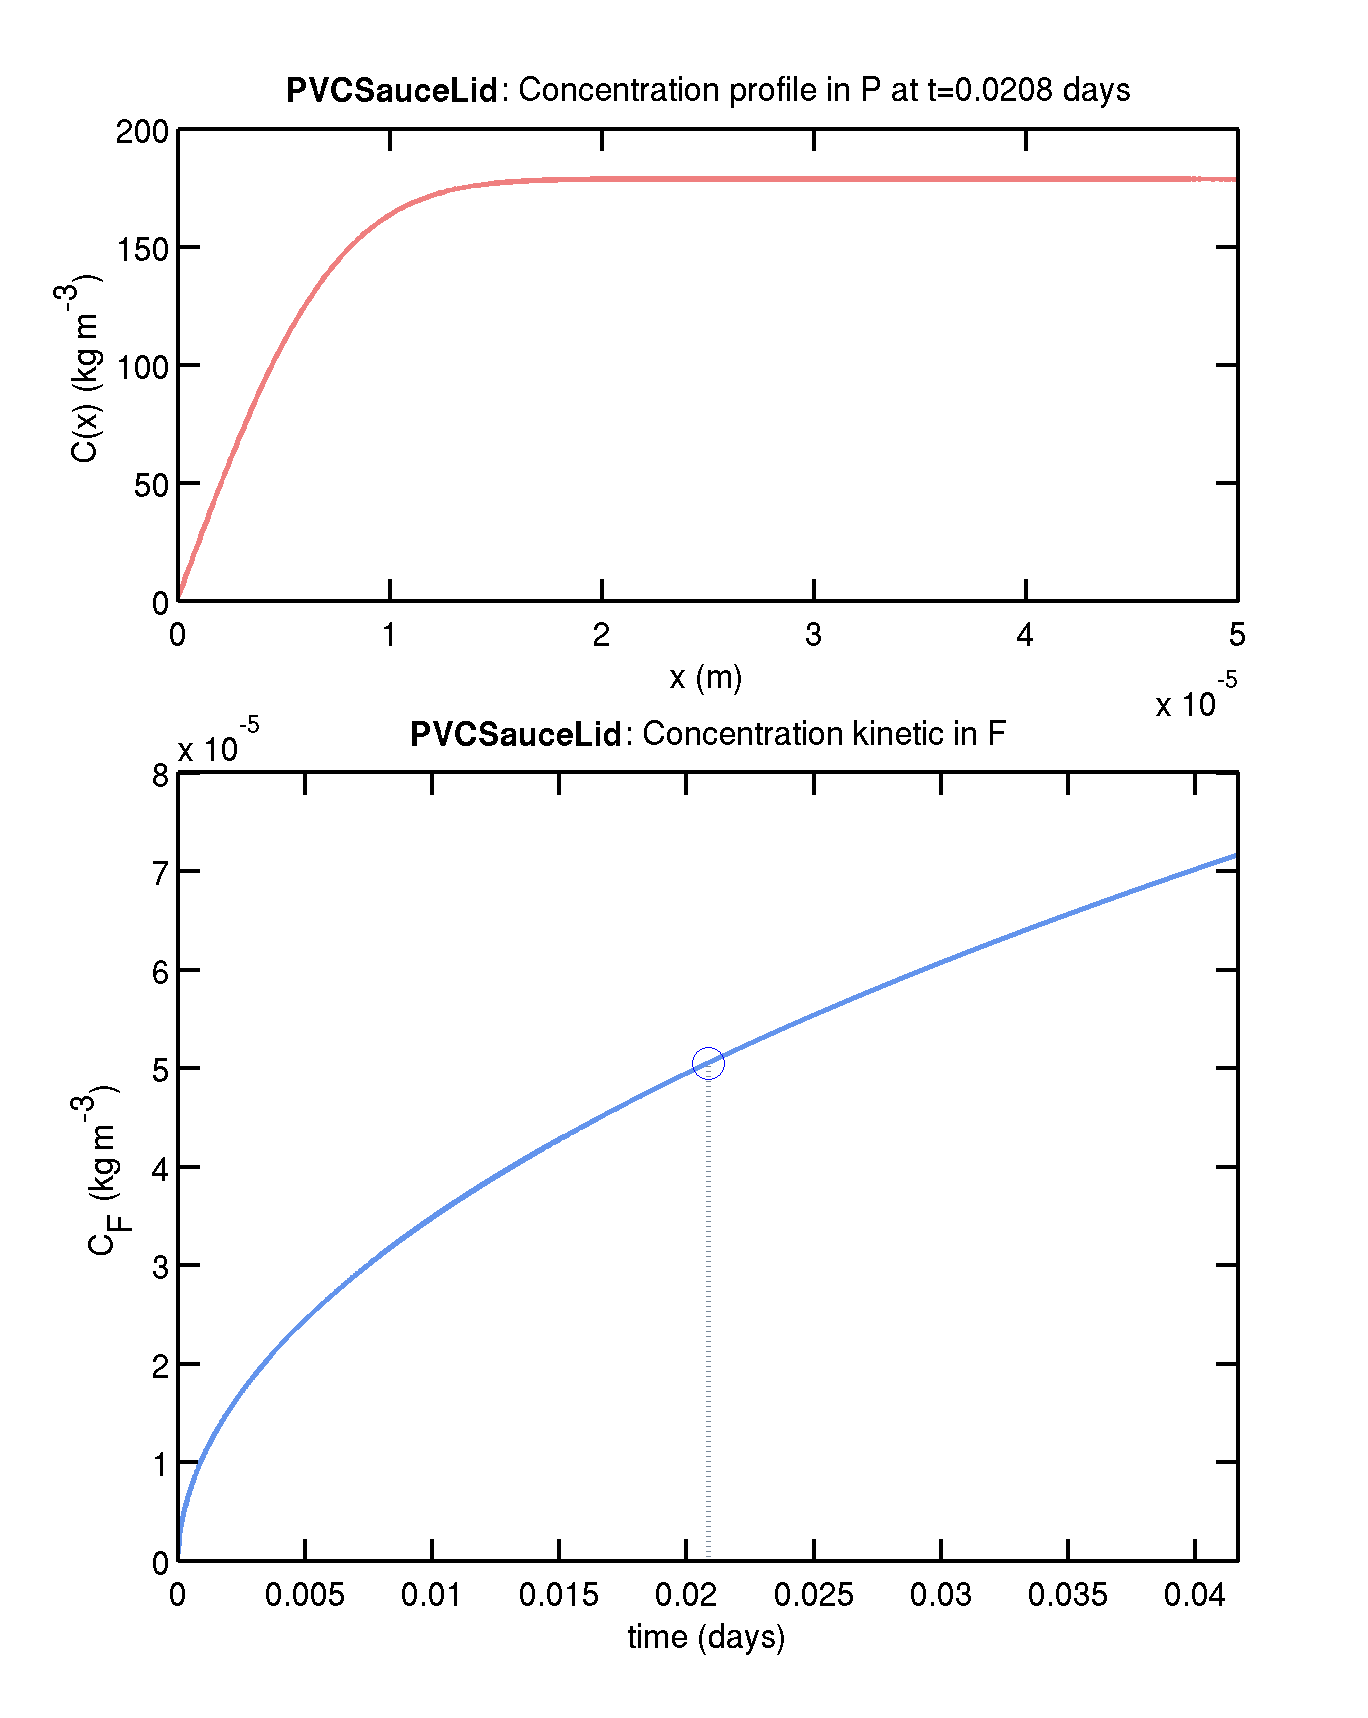 PVCSauceLid: Concentration profile in P at t=0.0208 days
200
150
100
50
0
C(x) (kg m-3)
0 1 2 3 4 5
x (m)
x 10-5
x 10-5
PVCSauceLid: Concentration kinetic in F
8
7
6
5
4
3
2
1
0
CF (kg m-3)
0 0.005 0.01 0.015 0.02 0.025 0.03 0.035 0.04
time (days)